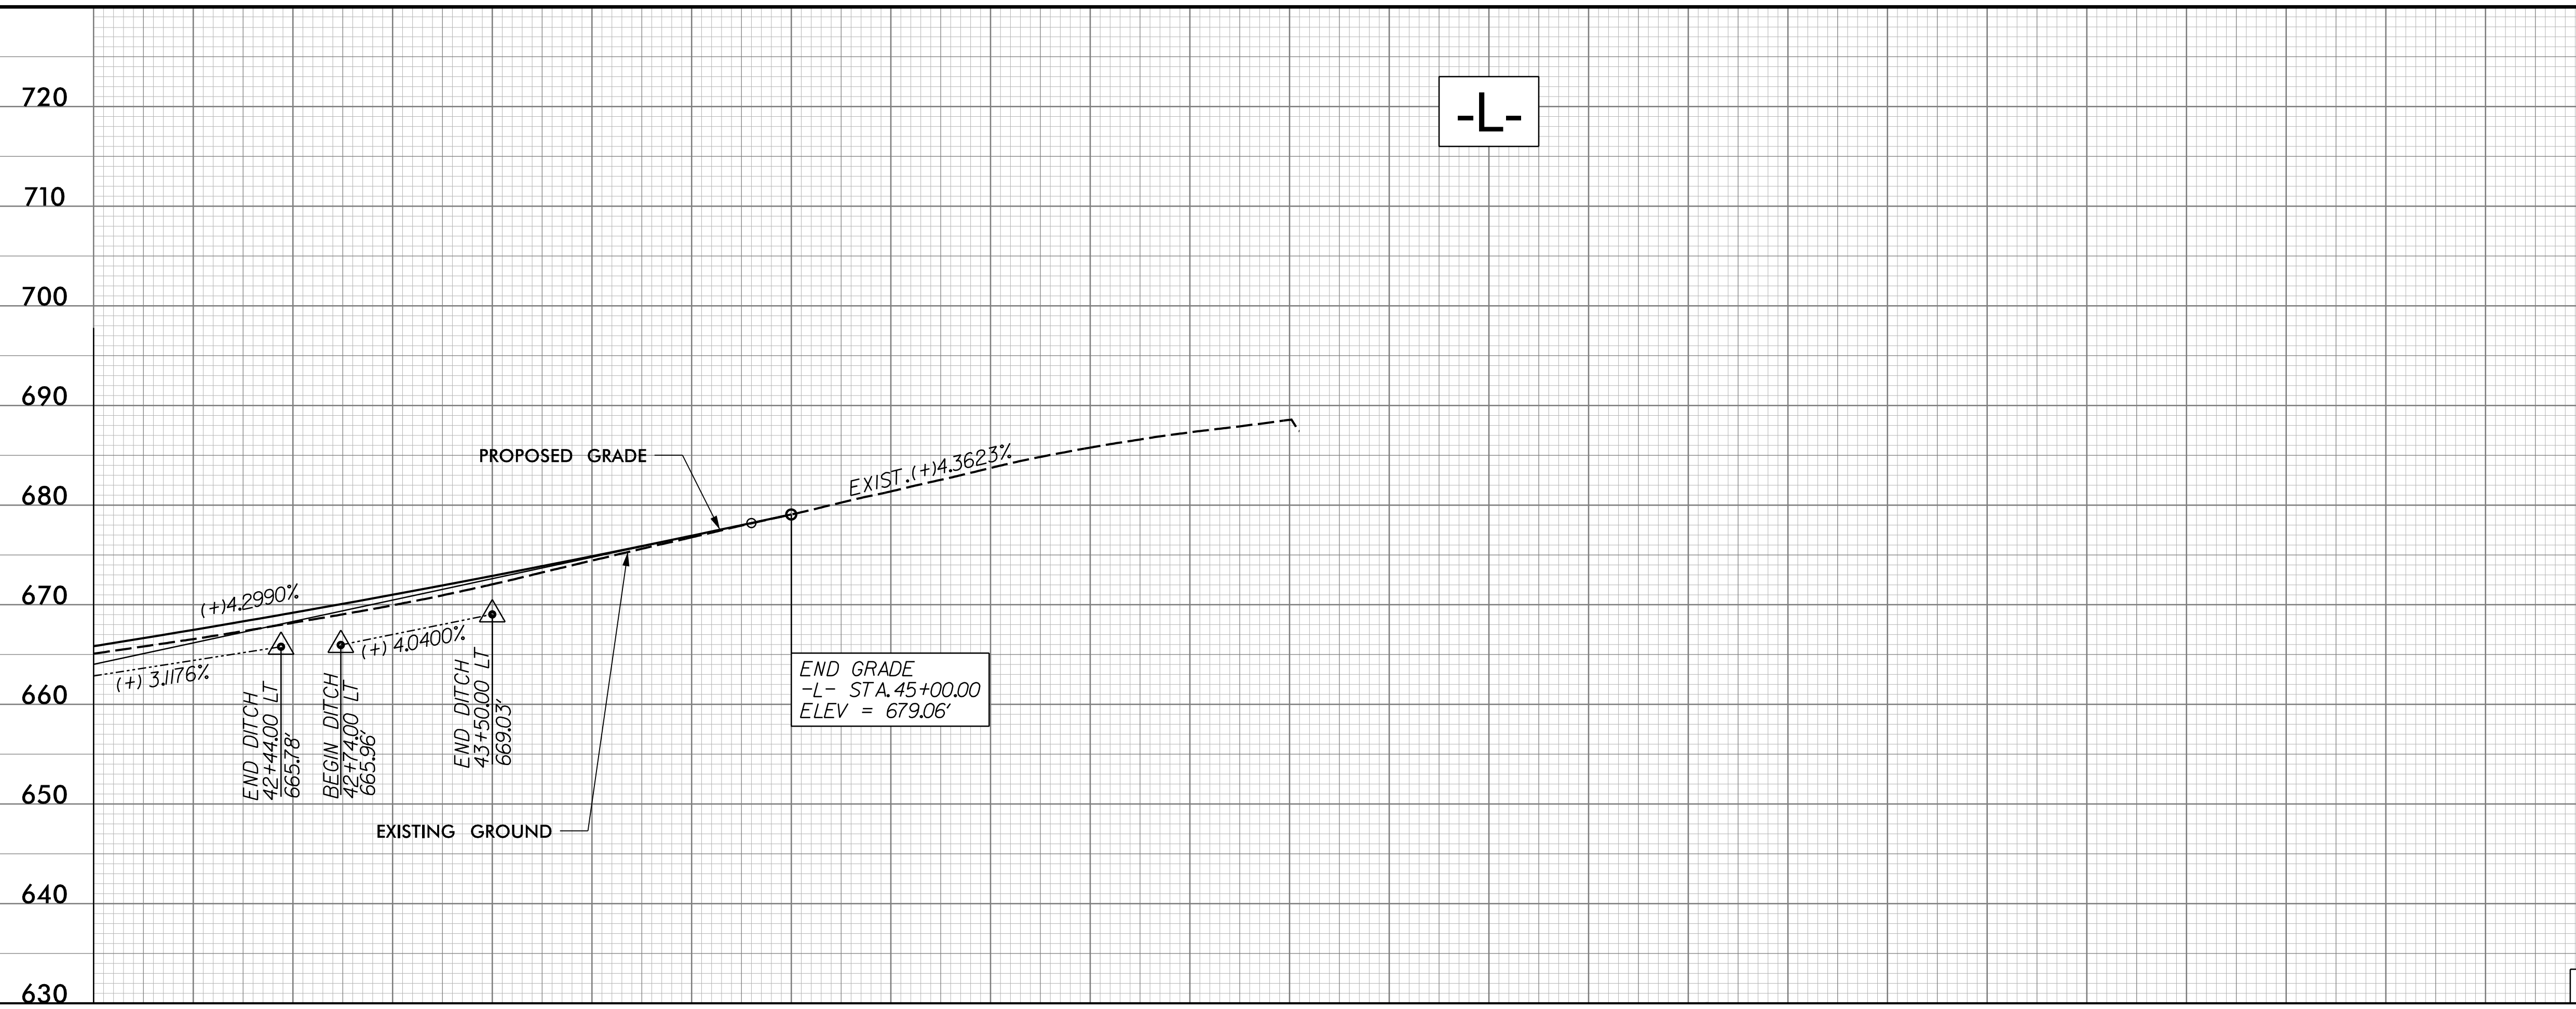 720
-L-
710
700
690
PROPOSED GRADE
EXIST.(+)4.3623%
680
(+)4.2990%
670
(+) 4.0400%
(+) 3.1176%
END DITCH
42+44.00 LT
665.78'
BEGIN DITCH
42+74.00 LT
665.96'
END DITCH
43+50.00 LT
669.03'
END GRADE
-L- STA.45+00.00
ELEV = 679.06'
660
650
EXISTING GROUND
640
630